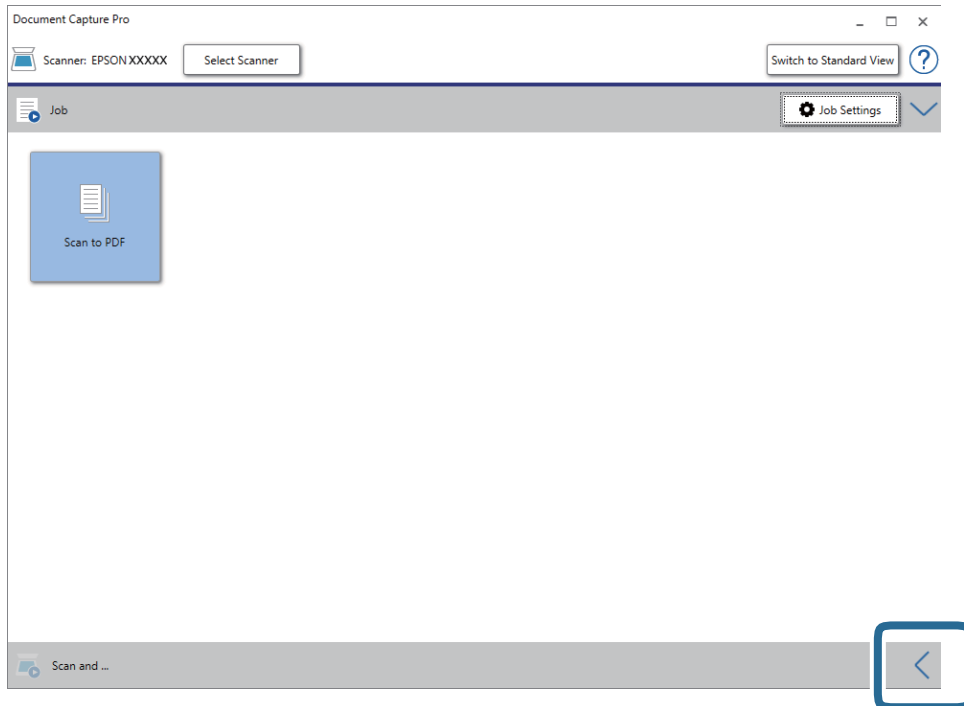 Document Capture Pro
Scanner: EPSON XXXXX Select Scanner Switch to Standard View ?
Job Job Settings
Scan to PDF
Scan and ...